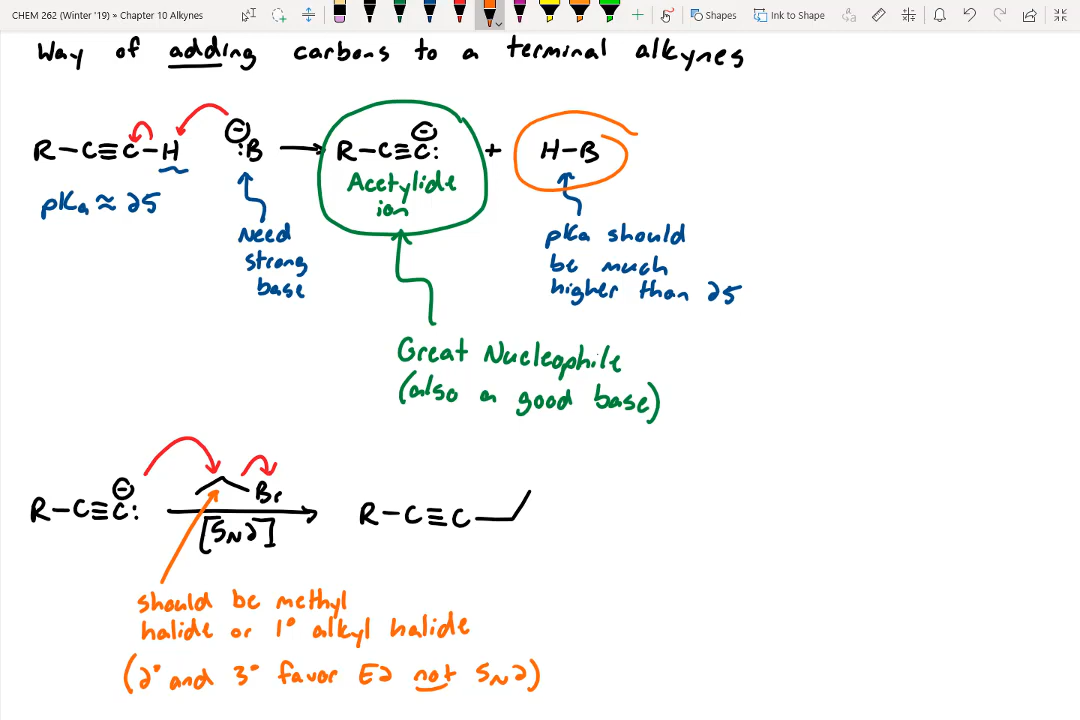 CHEM 262 (Winter '19) » Chapter 10 Alkynes
Shapes
Ink to Shape
Way of adding carbons to a terminal alkynes
R-C≡C-H ⊖:B → R-C≡C:⊖ + H-B
Acetylide
ion
pKa ≈ 25
Need
strong
base
pKa should
be much
higher than 25
Great Nucleophile
(also a good base)
R-C≡C:⊖ Br R-C≡C
[SN2]
should be methyl
halide or 1° alkyl halide
(2° and 3° favor E2 not SN2)